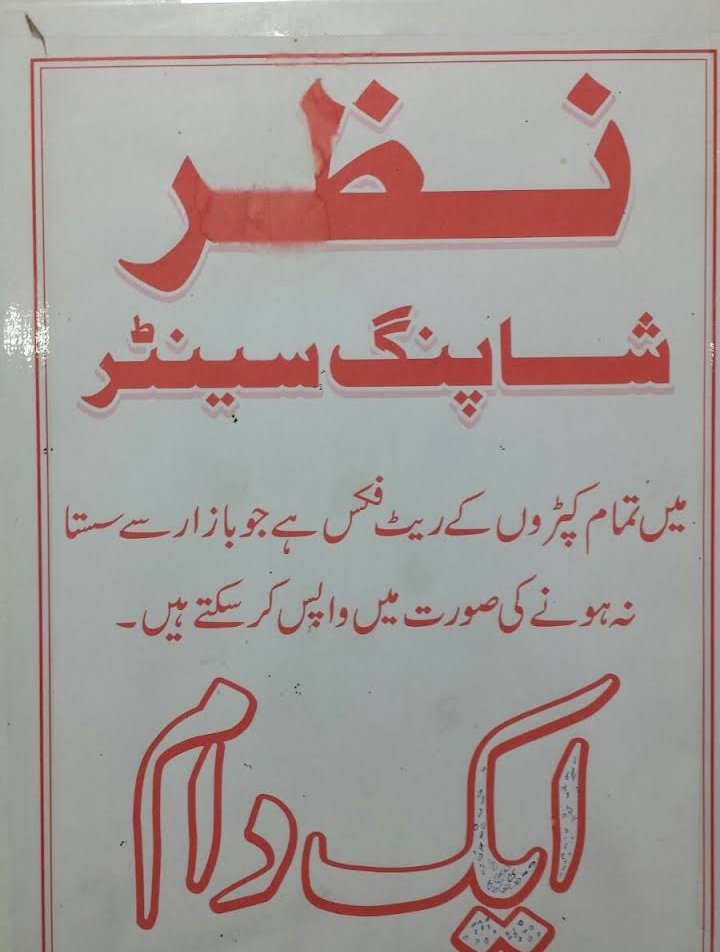 نظر
شاپنگ سینٹر
میں تمام کپڑوں کے ریٹ فکس ہے جو بازار سے سستا
نہ ہونے کی صورت میں واپس کر سکتے ہیں۔
ایک دام